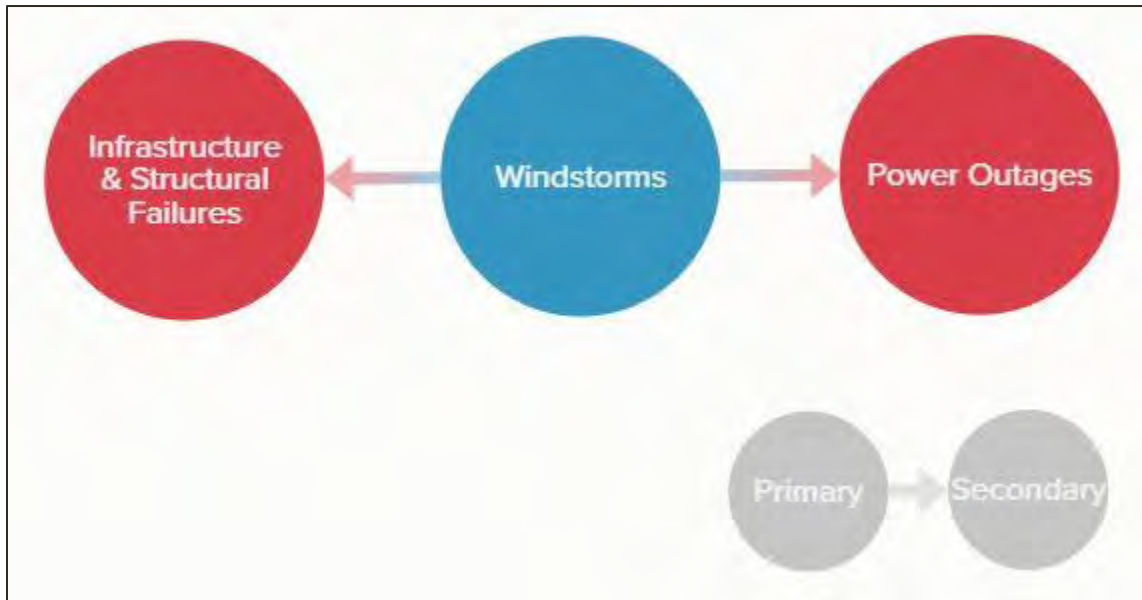 Infrastructure
& Structural
Failures
Windstorms
Power Outages
Primary
Secondary